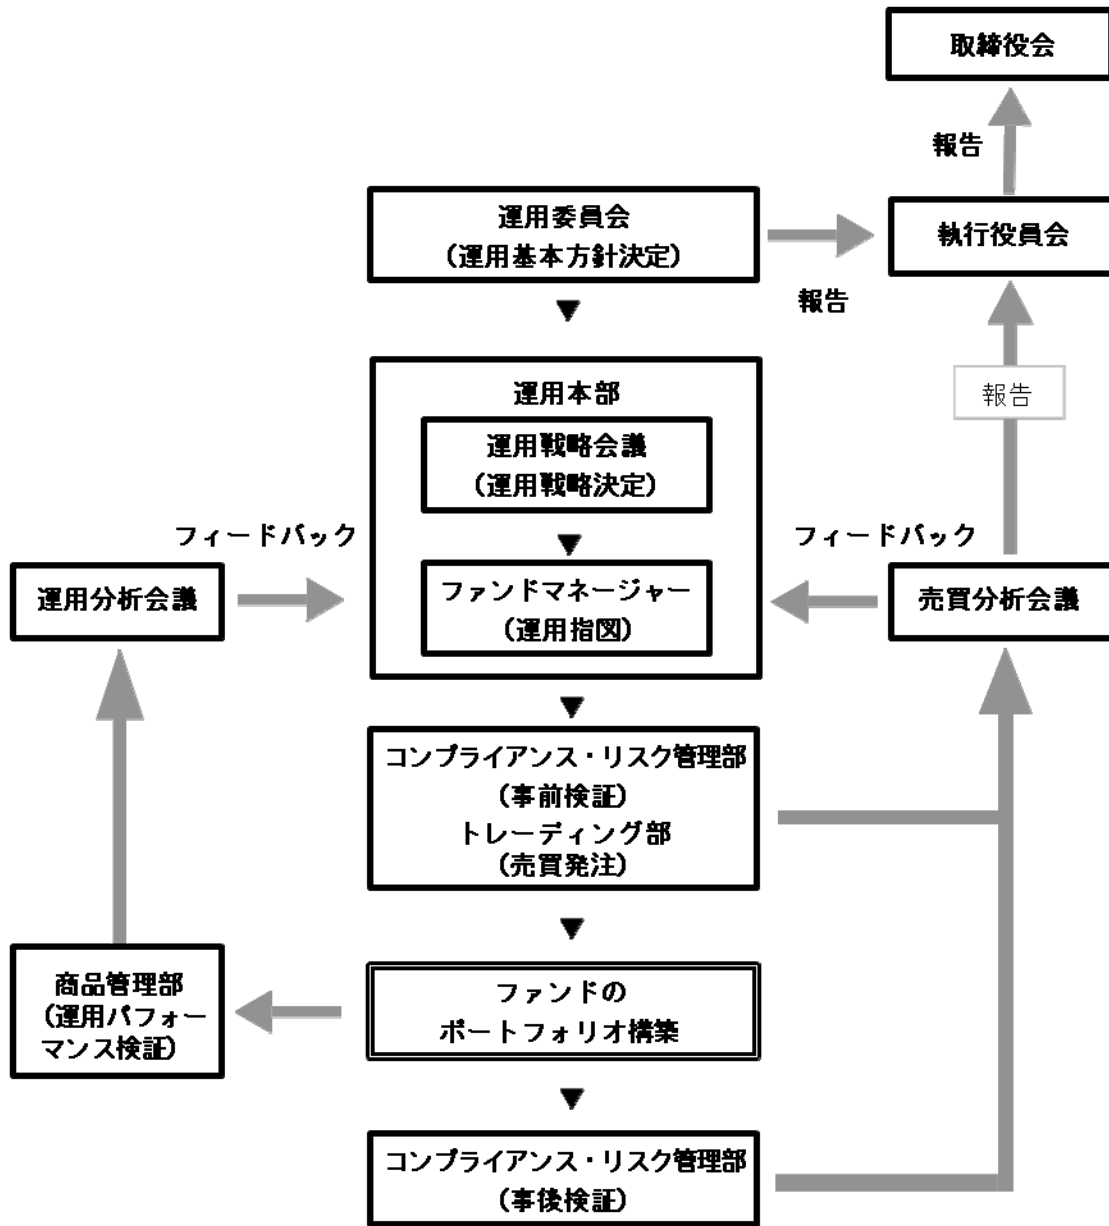 取締役会
報告
運用委員会
(運用基本方針決定)
執行役員会
報告
運用本部
報告
運用戦略会議
(運用戦略決定)
フィードバック
フィードバック
運用分析会議
ファンドマネージャー
(運用指図)
売買分析会議
コンプライアンス・リスク管理部
(事前検証)
トレーディング部
(売買発注)
商品管理部
(運用パフォー
マンス検証)
ファンドの
ポートフォリオ構築
コンプライアンス・リスク管理部
(事後検証)